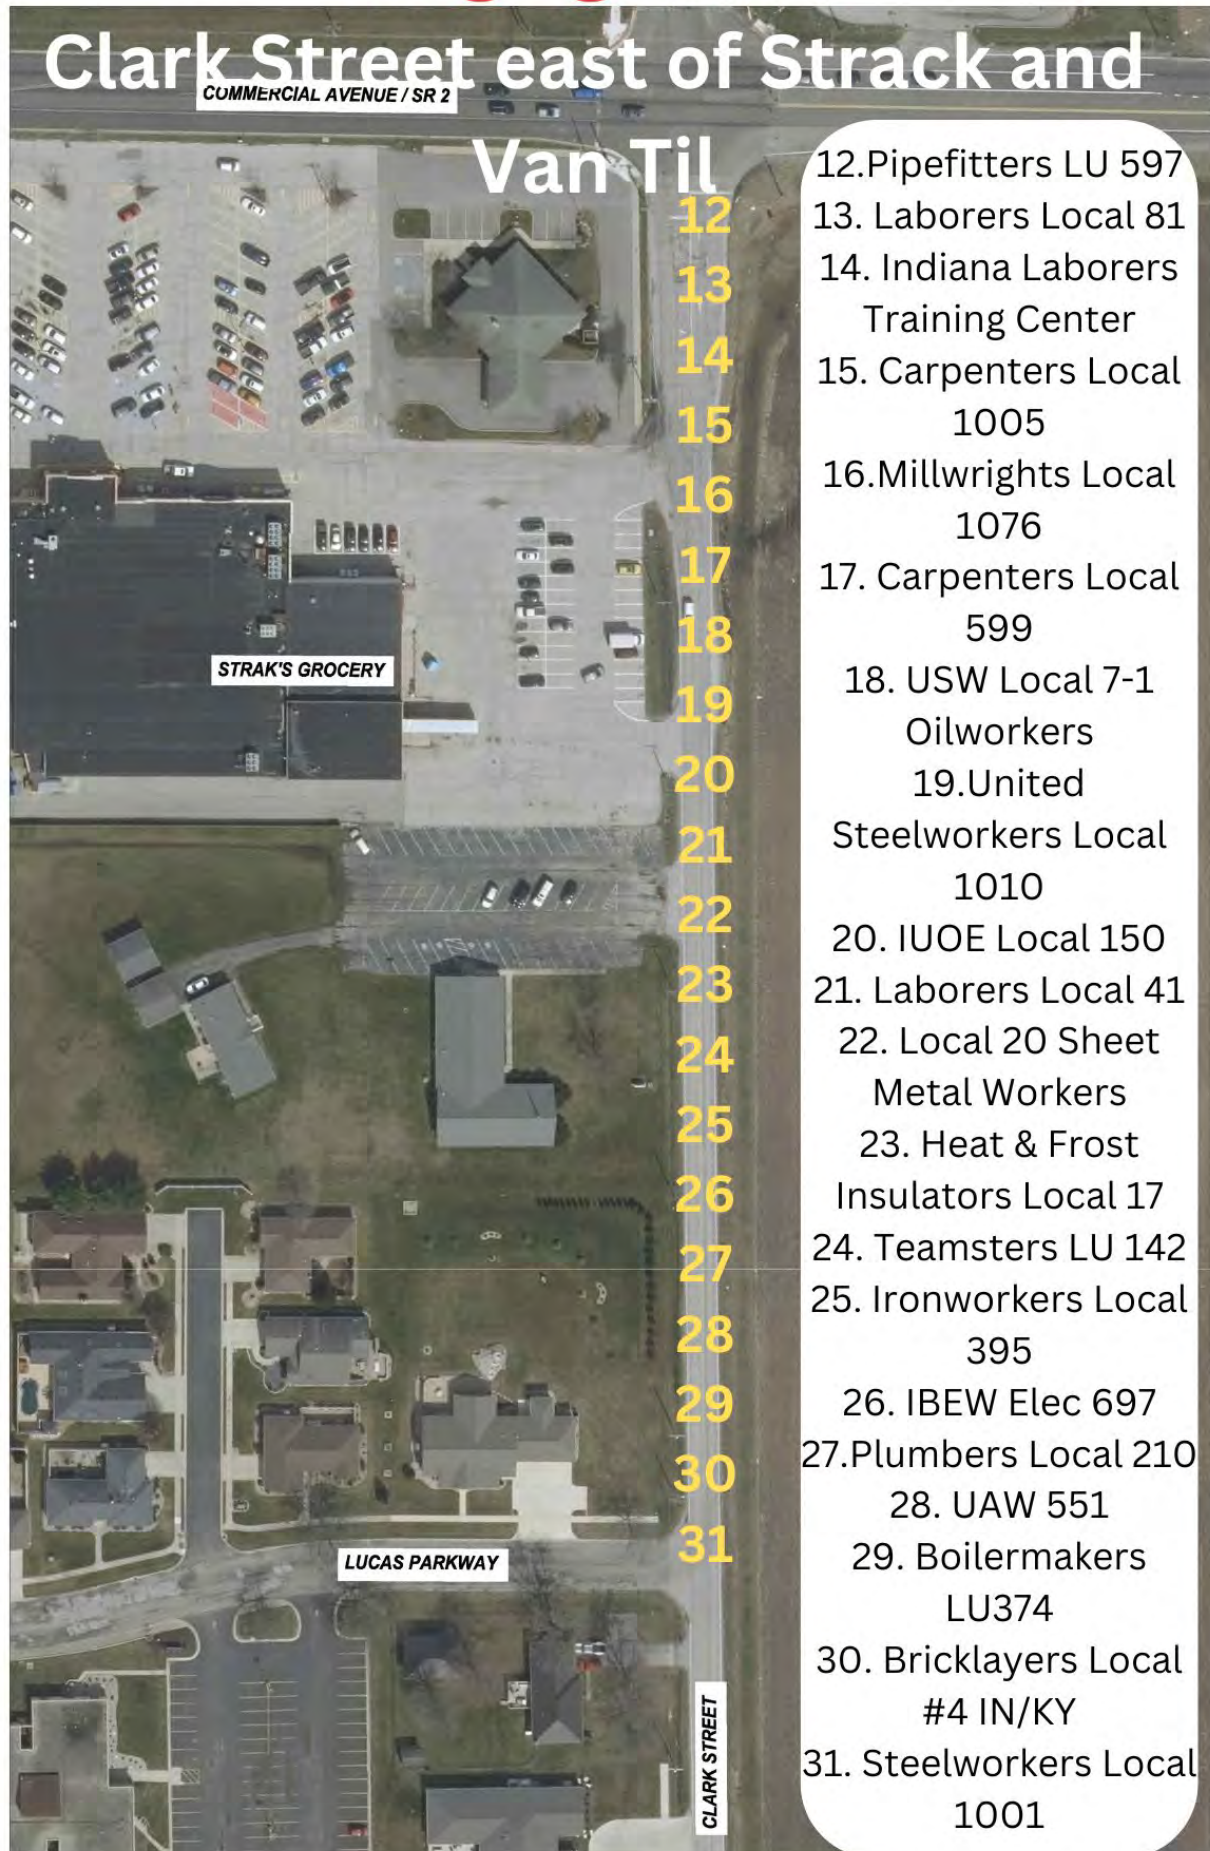 Clark Street east of Strack and
Van Til
COMMERCIAL AVENUE / SR 2
12
13
14
15
16
17
18
19
20
21
22
23
24
25
26
27
28
29
30
31
STRAK'S GROCERY
LUCAS PARKWAY
CLARK STREET
12.Pipefitters LU 597
13. Laborers Local 81
14. Indiana Laborers
Training Center
15. Carpenters Local
1005
16.Millwrights Local
1076
17. Carpenters Local
599
18. USW Local 7-1
Oilworkers
19.United
Steelworkers Local
1010
20. IUOE Local 150
21. Laborers Local 41
22. Local 20 Sheet
Metal Workers
23. Heat & Frost
Insulators Local 17
24. Teamsters LU 142
25. Ironworkers Local
395
26. IBEW Elec 697
27.Plumbers Local 210
28. UAW 551
29. Boilermakers
LU374
30. Bricklayers Local
#4 IN/KY
31. Steelworkers Local
1001